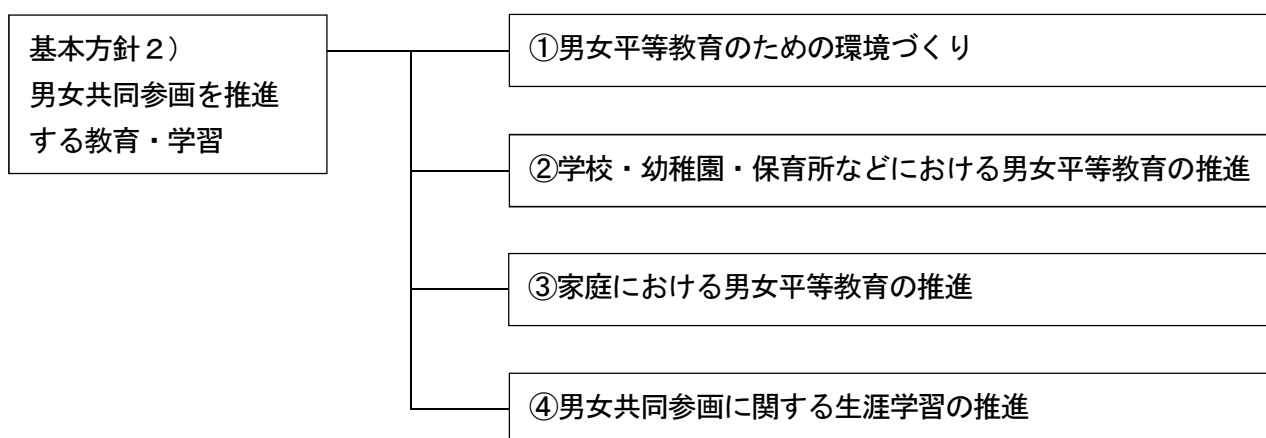 基本方針２）
男女共同参画を推進
する教育・学習
①男女平等教育のための環境づくり
②学校・幼稚園・保育所などにおける男女平等教育の推進
③家庭における男女平等教育の推進
④男女共同参画に関する生涯学習の推進